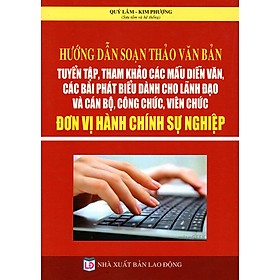 QUÝ LÂM - KIM PHƯỢNG
(Sưu tầm và hệ thống)
HƯỚNG DẪN SOẠN THẢO VĂN BẢN
TUYỂN TẬP, THAM KHẢO CÁC MẪU DIỄN VĂN,
CÁC BÀI PHÁT BIỂU DÀNH CHO LÃNH ĐẠO
VÀ CÁN BỘ, CÔNG CHỨC, VIÊN CHỨC
ĐƠN VỊ HÀNH CHÍNH SỰ NGHIỆP
NHÀ XUẤT BẢN LAO ĐỘNG